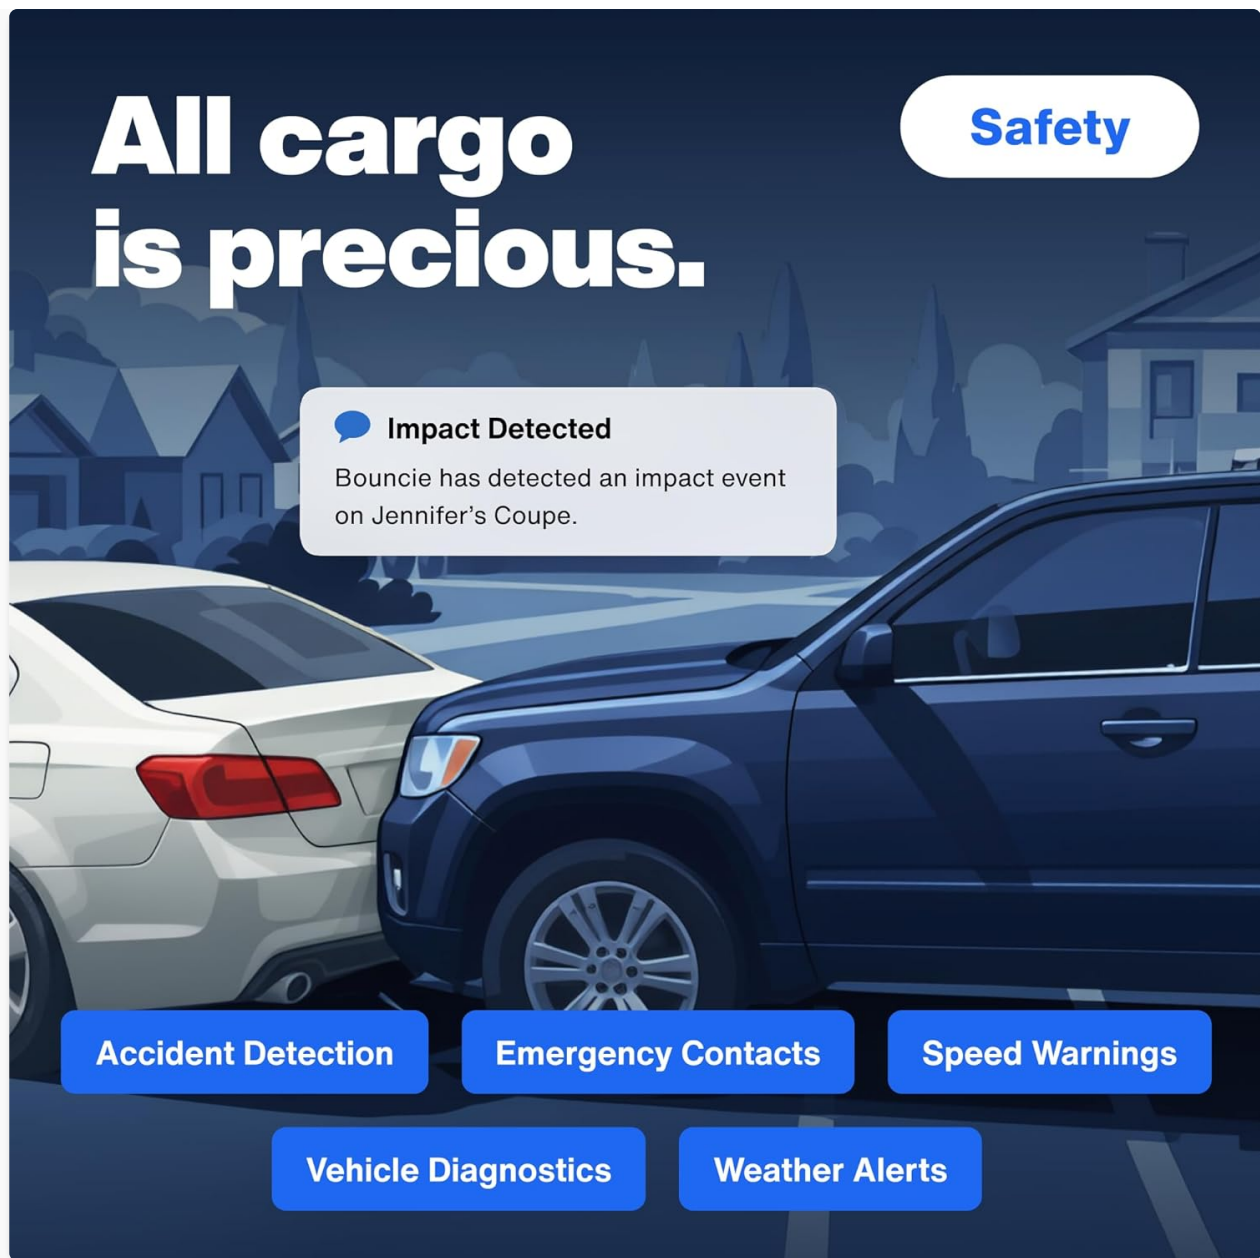 All cargo
is precious.
Safety
Impact Detected
Bouncie has detected an impact event
on Jennifer’s Coupe.
Accident Detection
Emergency Contacts
Speed Warnings
Vehicle Diagnostics
Weather Alerts